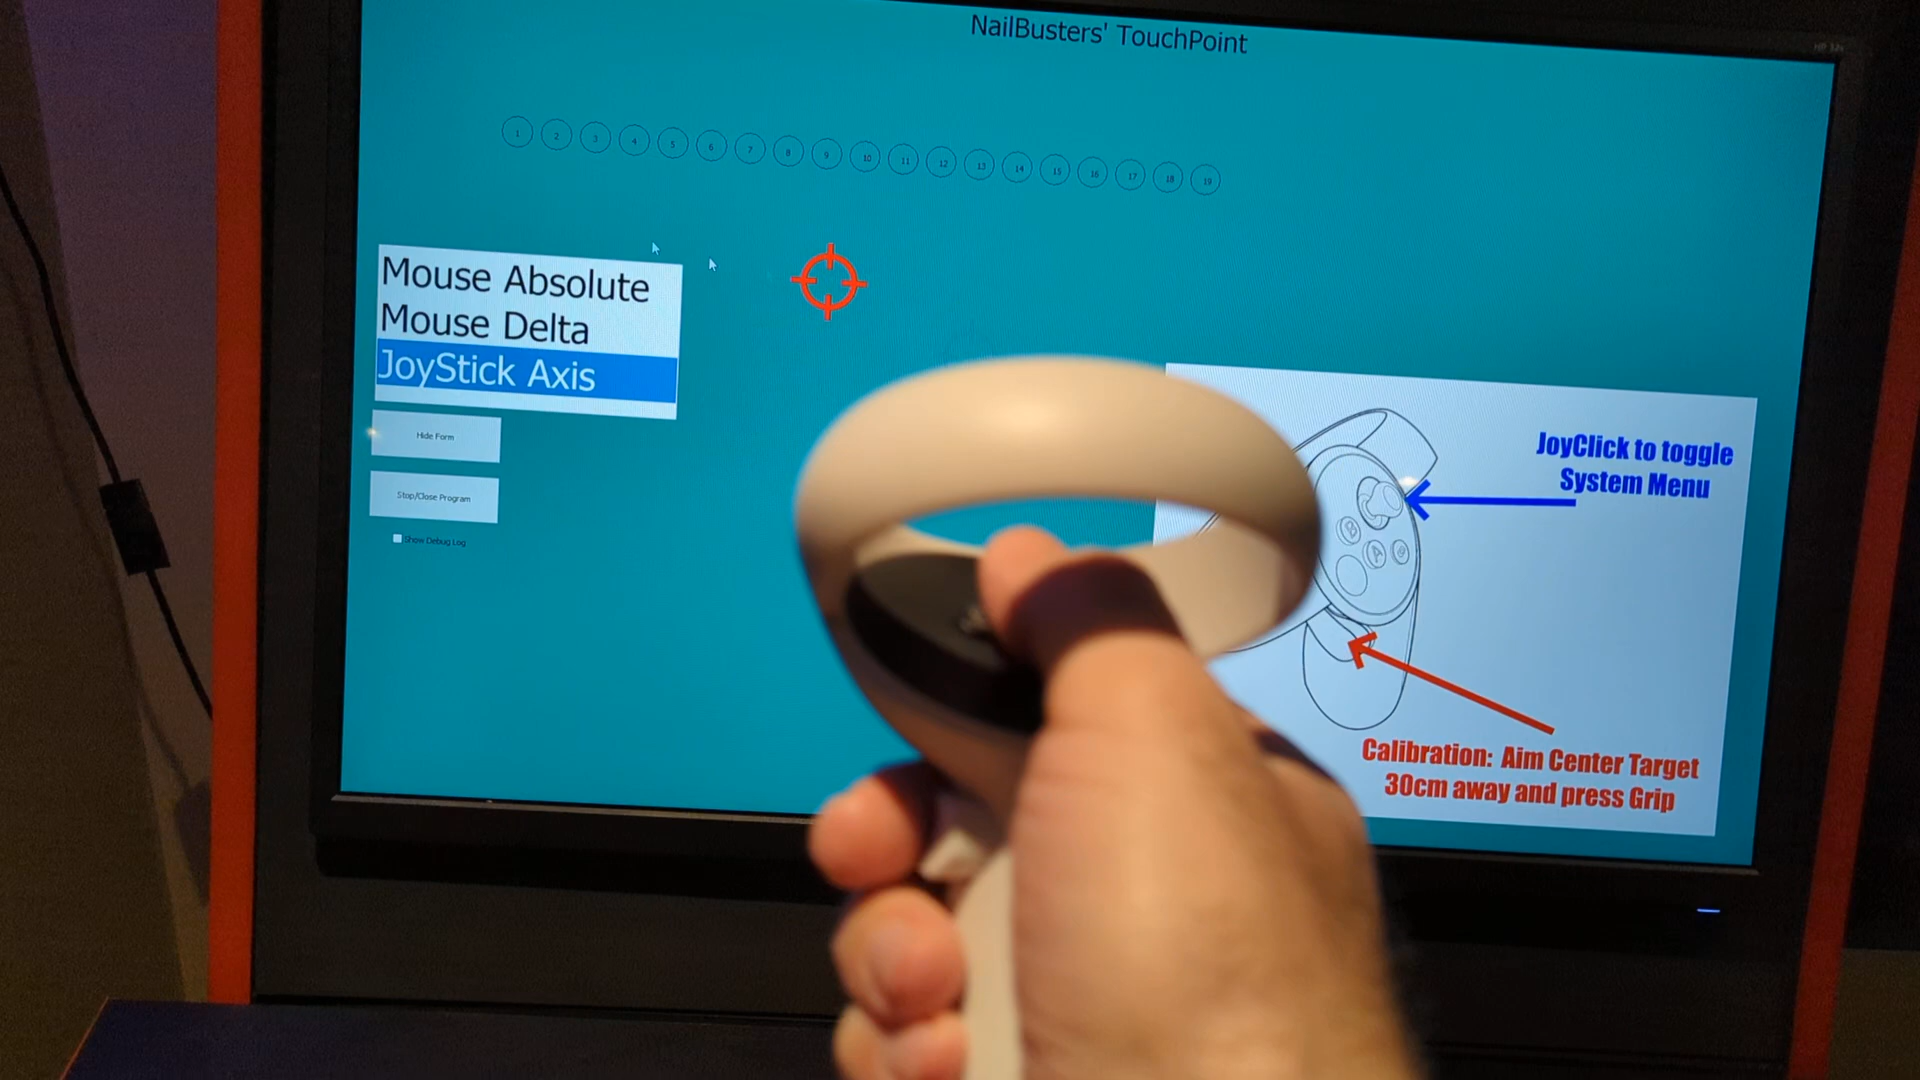 NailBusters' TouchPoint
1 2 3 4 5 6 7 8 9 10 11 12 13 14 15 16 17 18 19
Mouse Absolute
Mouse Delta
JoyStick Axis
Hide Form
Stop/Close Program
Show Debug Log
JoyClick to toggle
System Menu
B
A
Calibration: Aim Center Target
30cm away and press Grip